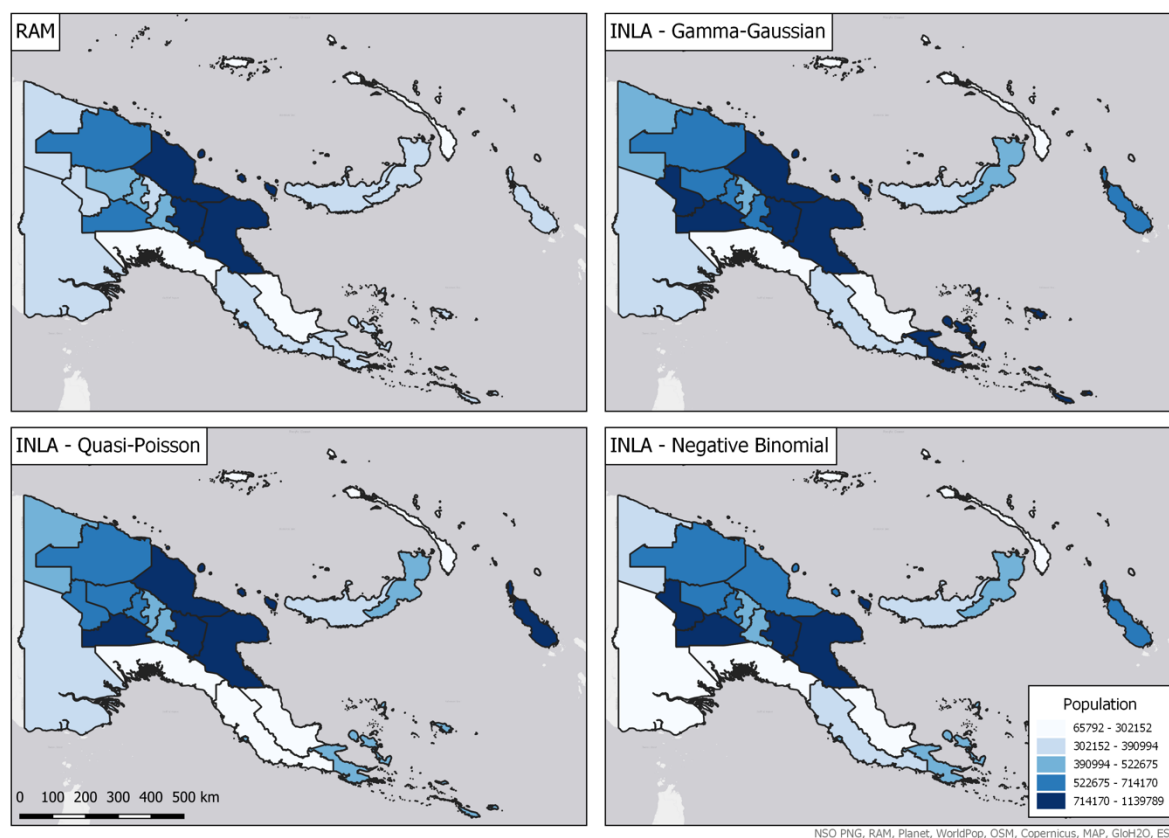 RAM
INLA - Gamma-Gaussian
INLA - Quasi-Poisson
INLA - Negative Binomial
Population
65792 - 302152
302152 - 390994
390994 - 522675
522675 - 714170
714170 - 1139789
0 100 200 300 400 500 km
NSO PNG, RAM, Planet, WorldPop, OSM, Copernicus, MAP, GloH2O, ES